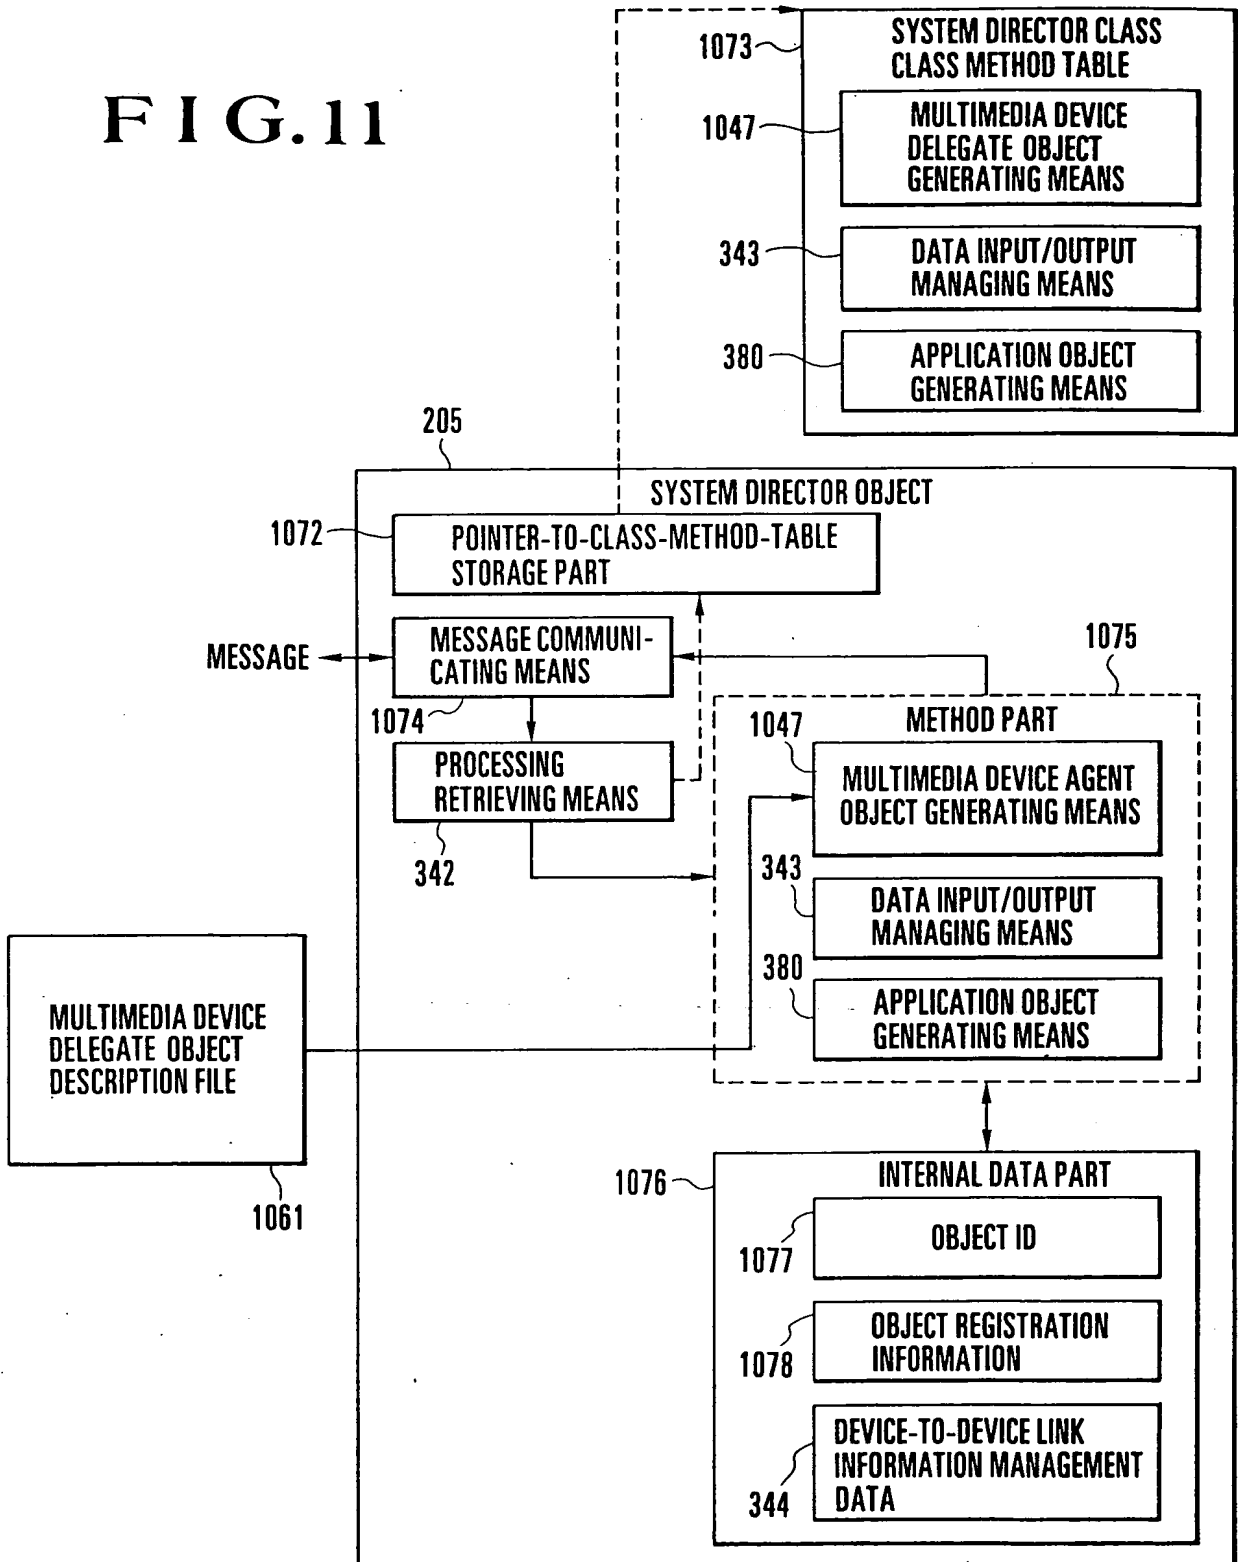 FIG.11
1073
SYSTEM DIRECTOR CLASS
CLASS METHOD TABLE
1047
MULTIMEDIA DEVICE
DELEGATE OBJECT
GENERATING MEANS
343
DATA INPUT/OUTPUT
MANAGING MEANS
380
APPLICATION OBJECT
GENERATING MEANS
205
SYSTEM DIRECTOR OBJECT
1072
POINTER-TO-CLASS-METHOD-TABLE
STORAGE PART
MESSAGE
MESSAGE COMMUNI-
CATING MEANS
1074
PROCESSING
RETRIEVING MEANS
342
1075
METHOD PART
1047
MULTIMEDIA DEVICE AGENT
OBJECT GENERATING MEANS
343
DATA INPUT/OUTPUT
MANAGING MEANS
380
APPLICATION OBJECT
GENERATING MEANS
MULTIMEDIA DEVICE
DELEGATE OBJECT
DESCRIPTION FILE
1061
1076
INTERNAL DATA PART
1077
OBJECT ID
1078
OBJECT REGISTRATION
INFORMATION
344
DEVICE-TO-DEVICE LINK
INFORMATION MANAGEMENT
DATA